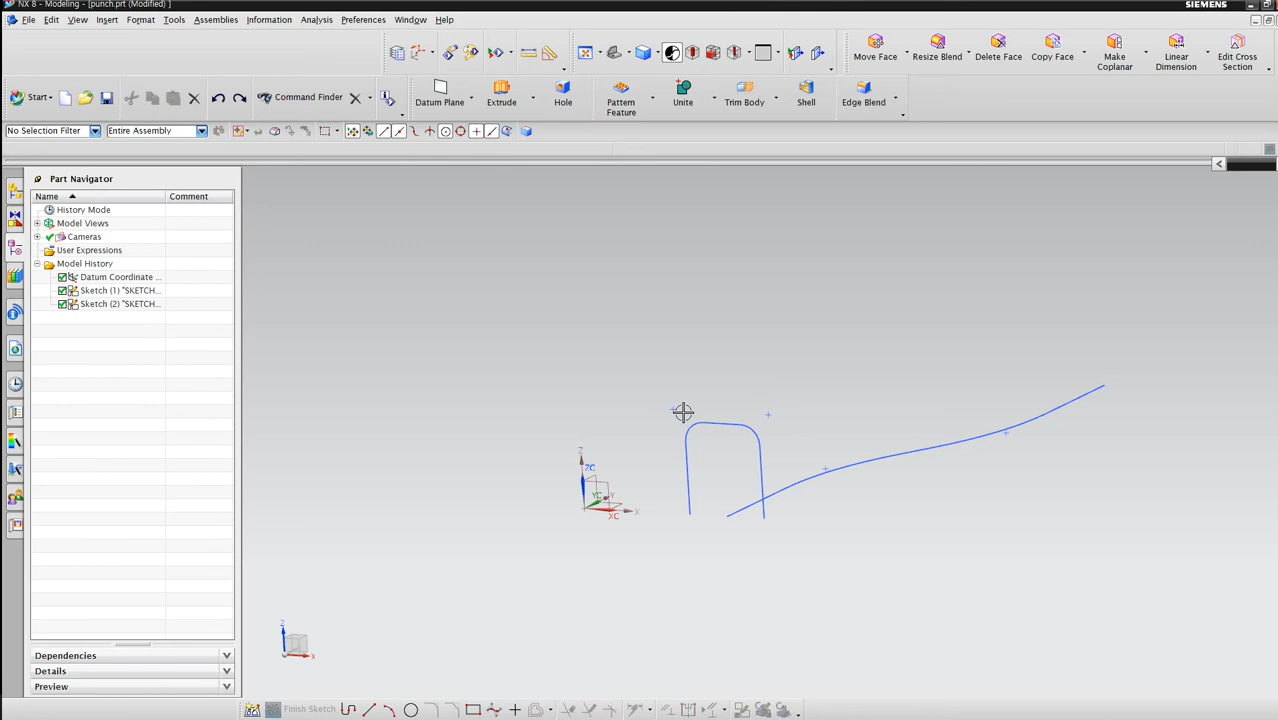 NX 8 - Modeling - [punch.prt (Modified) ]
SIEMENS
File Edit View Insert Format Tools Assemblies Information Analysis Preferences Window Help
Move Face Resize Blend Delete Face Copy Face Make Coplanar Linear Dimension Edit Cross Section
Start Command Finder Datum Plane Extrude Hole Pattern Feature Unite Trim Body Shell Edge Blend
No Selection Filter Entire Assembly
Part Navigator
Name Comment
History Mode
Model Views
Cameras
User Expressions
Model History
Datum Coordinate ...
Sketch (1) "SKETCH...
Sketch (2) "SKETCH...
Z
ZC
YC Y
XC X
Z
X
Dependencies
Details
Preview
Finish Sketch